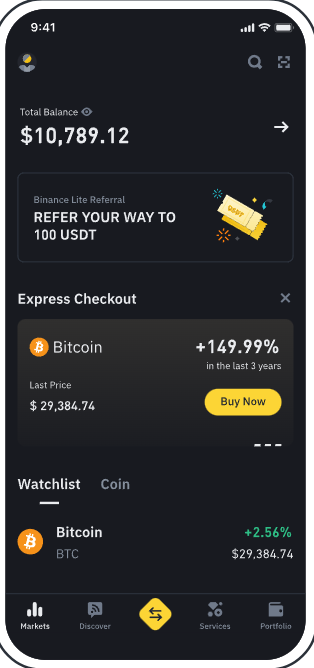 9:41
Total Balance
$10,789.12
Binance Lite Referral
REFER YOUR WAY TO
100 USDT
USDT
Express Checkout
Bitcoin
+149.99%
in the last 3 years
Last Price
$ 29,384.74
Buy Now
Watchlist Coin
Bitcoin +2.56%
BTC $29,384.74
Markets Discover Services Portfolio